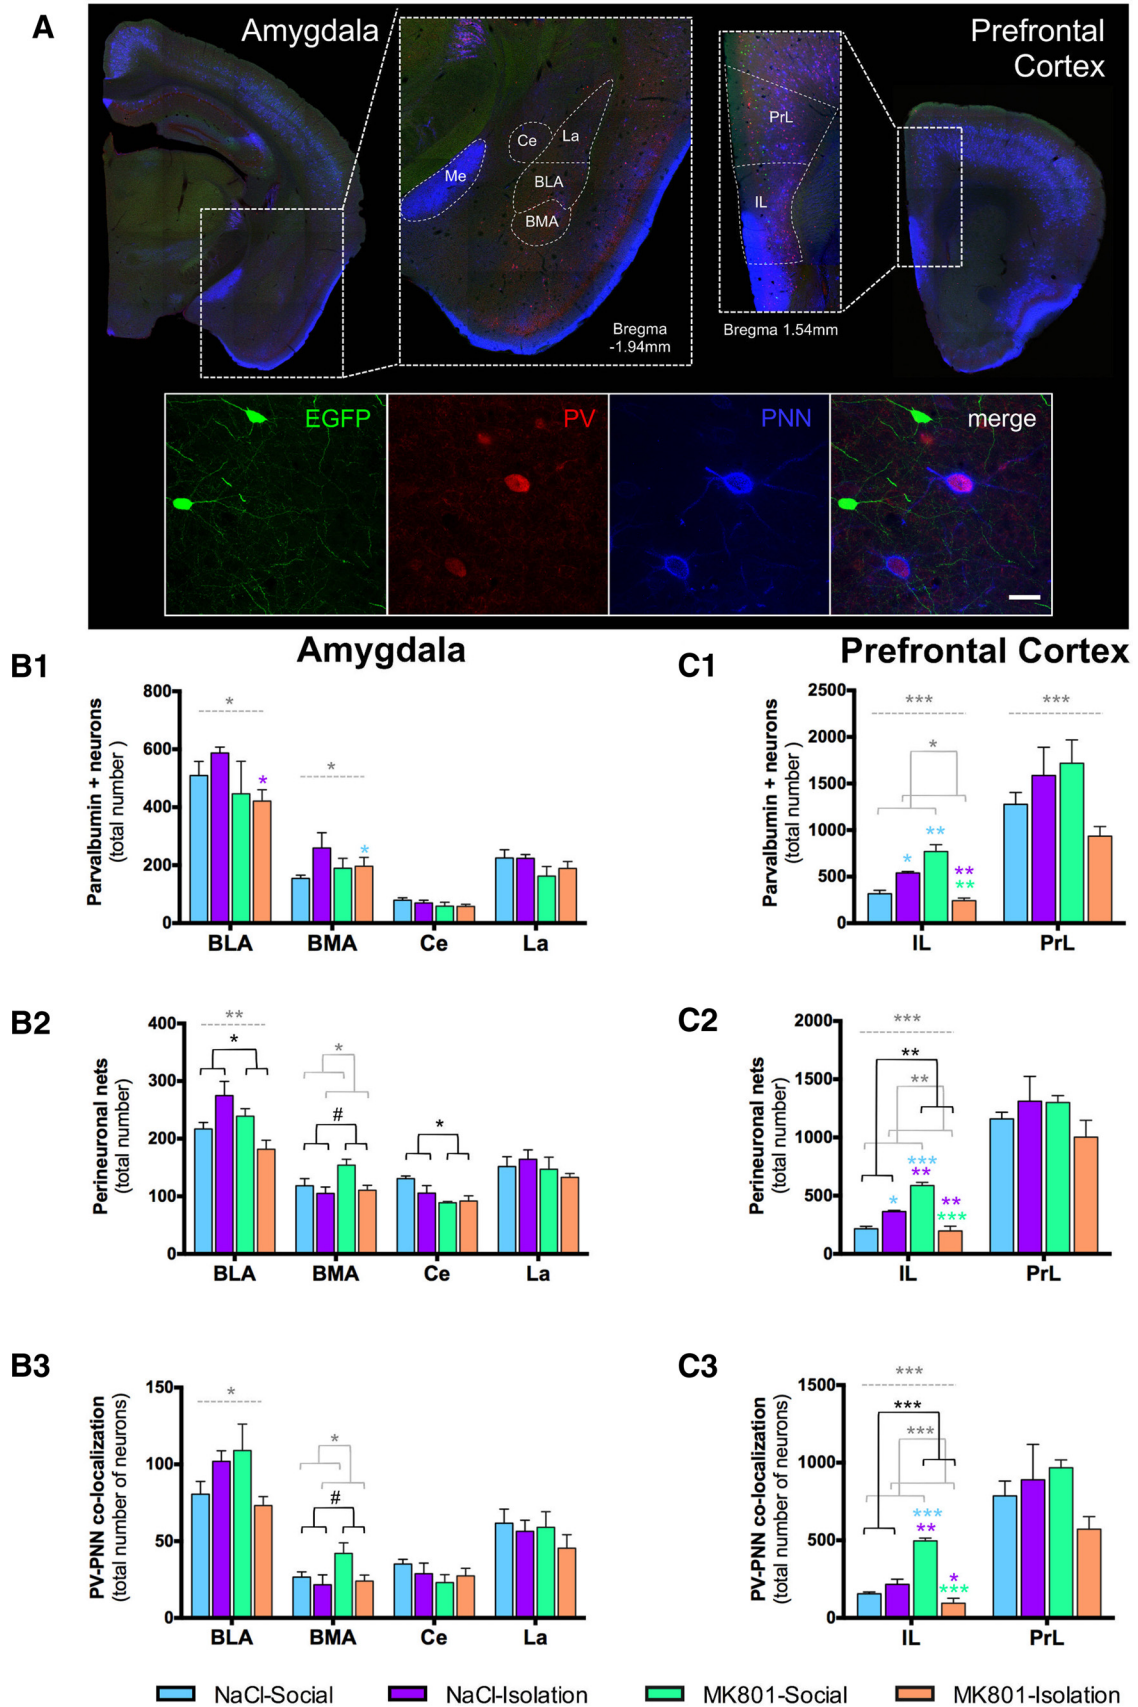 A
Amygdala
Prefrontal
Cortex
Ce
La
Me
BLA
BMA
PrL
IL
Bregma
-1.94mm
Bregma 1.54mm
EGFP
PV
PNN
merge
Amygdala
Prefrontal Cortex
B1
Parvalbumin + neurons
(total number )
800
600
400
200
0
*
*
*
*
BLA
BMA
Ce
La
C1
Parvalbumin + neurons
(total number )
2500
2000
1500
1000
500
0
***
***
*
**
*
**
**
IL
PrL
B2
Perineuronal nets
(total number)
400
300
200
100
0
**
*
*
#
*
BLA
BMA
Ce
La
C2
Perineuronal nets
(total number)
2000
1500
1000
500
0
***
**
**
***
**
*
**
***
IL
PrL
B3
PV-PNN co-localization
(total number of neurons)
150
100
50
0
*
*
#
BLA
BMA
Ce
La
C3
PV-PNN co-localization
(total number of neurons)
1500
1000
500
0
***
***
***
***
**
*
***
IL
PrL
NaCl-Social
NaCl-Isolation
MK801-Social
MK801-Isolation